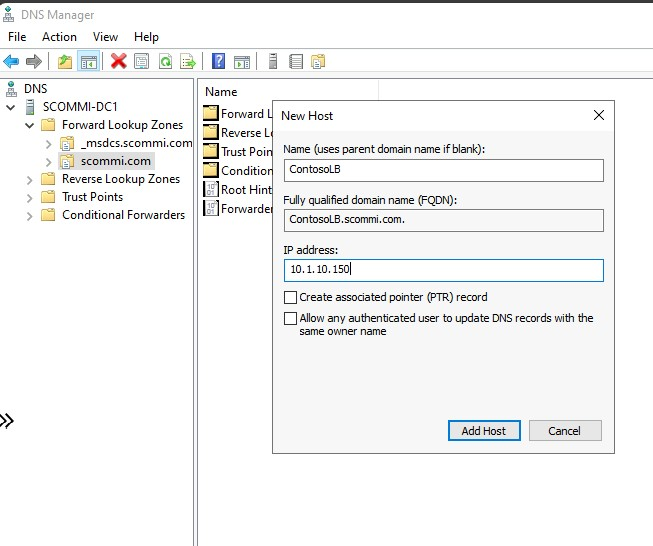 DNS Manager
File Action View Help
DNS
SCOMMI-DC1
Forward Lookup Zones
_msdcs.scommi.com
scommi.com
Reverse Lookup Zones
Trust Points
Conditional Forwarders
Name
Forward L
Reverse Lo
Trust Poin
Condition
Root Hint
Forwarder
New Host
Name (uses parent domain name if blank):
ContosoLB
Fully qualified domain name (FQDN):
ContosoLB.scommi.com.
IP address:
10.1.10.150
Create associated pointer (PTR) record
Allow any authenticated user to update DNS records with the
same owner name
Add Host
Cancel